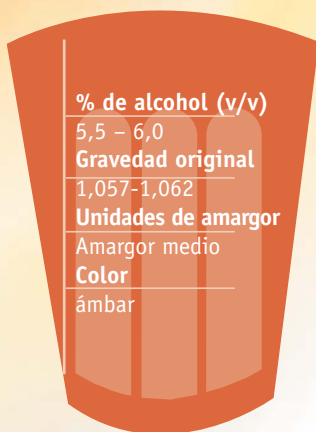 % de alcohol (v/v)
5,5 – 6,0
Gravedad original
1,057-1,062
Unidades de amargor
Amargor medio
Color
ámbar